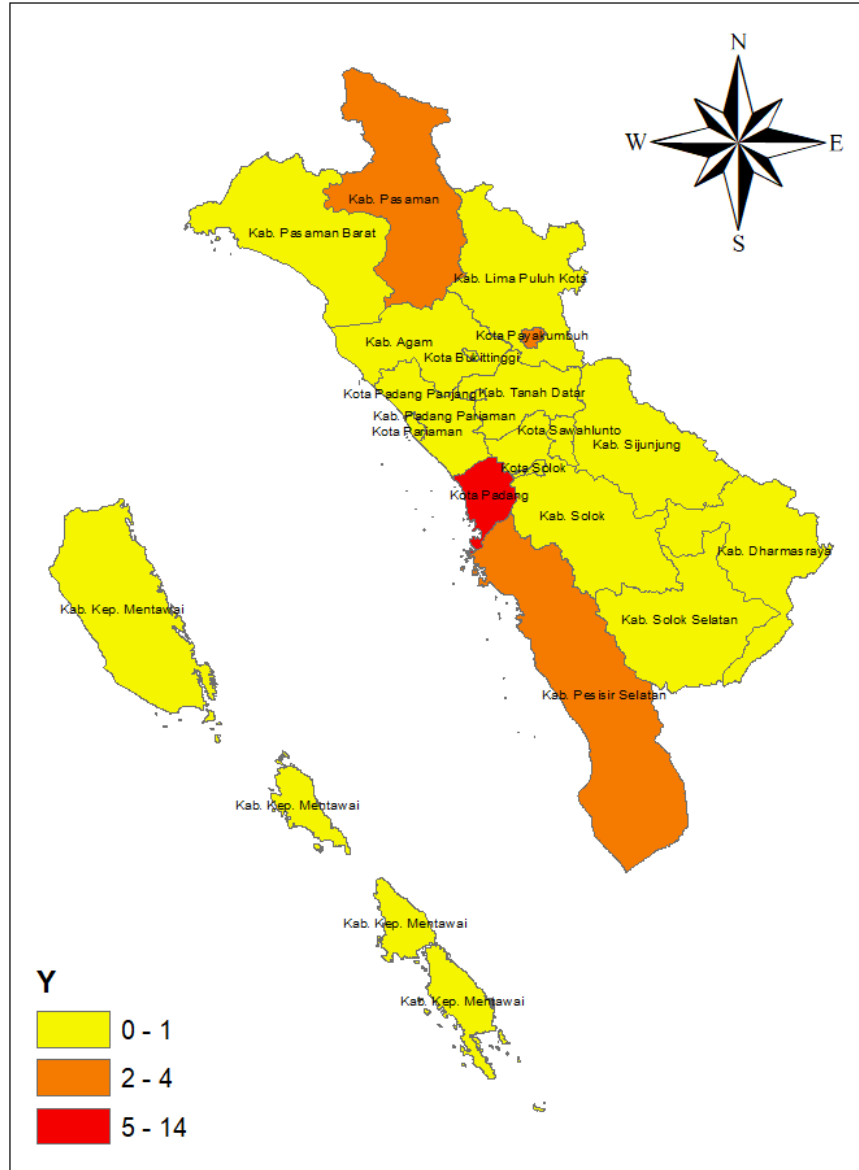 N
W
E
S
Kab. Pasaman
Kab. Pasaman Barat
Kab. Lima Puluh Kota
Kota Payakumbuh
Kab. Agam
Kota Bukittinggi
Kota Padang Panjang
Kab. Tanah Datar
Kab. Padang Pariaman
Kota Pariaman
Kota Sawahlunto
Kab. Sijunjung
Kota Solok
Kota Padang
Kab. Solok
Kab. Dharmasraya
Kab. Kep. Mentawai
Kab. Solok Selatan
Kab. Pesisir Selatan
Kab. Kep. Mentawai
Kab. Kep. Mentawai
Kab. Kep. Mentawai
Y
0 - 1
2 - 4
5 - 14